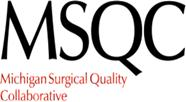 MSQC
Michigan Surgical Quality
Collaborative